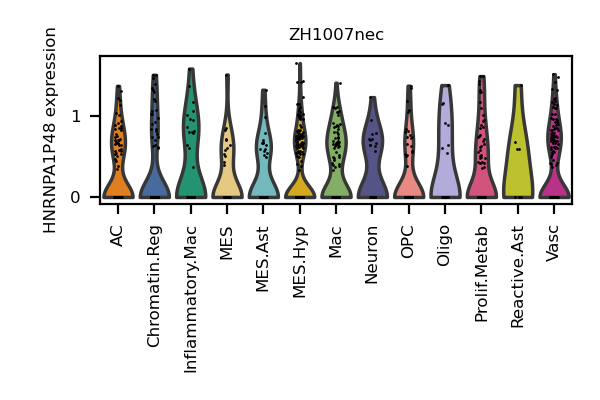 ZH1007nec
HNRNPA1P48 expression
1
0
AC
Chromatin.Reg
Inflammatory.Mac
MES
MES.Ast
MES.Hyp
Mac
Neuron
OPC
Oligo
Prolif.Metab
Reactive.Ast
Vasc